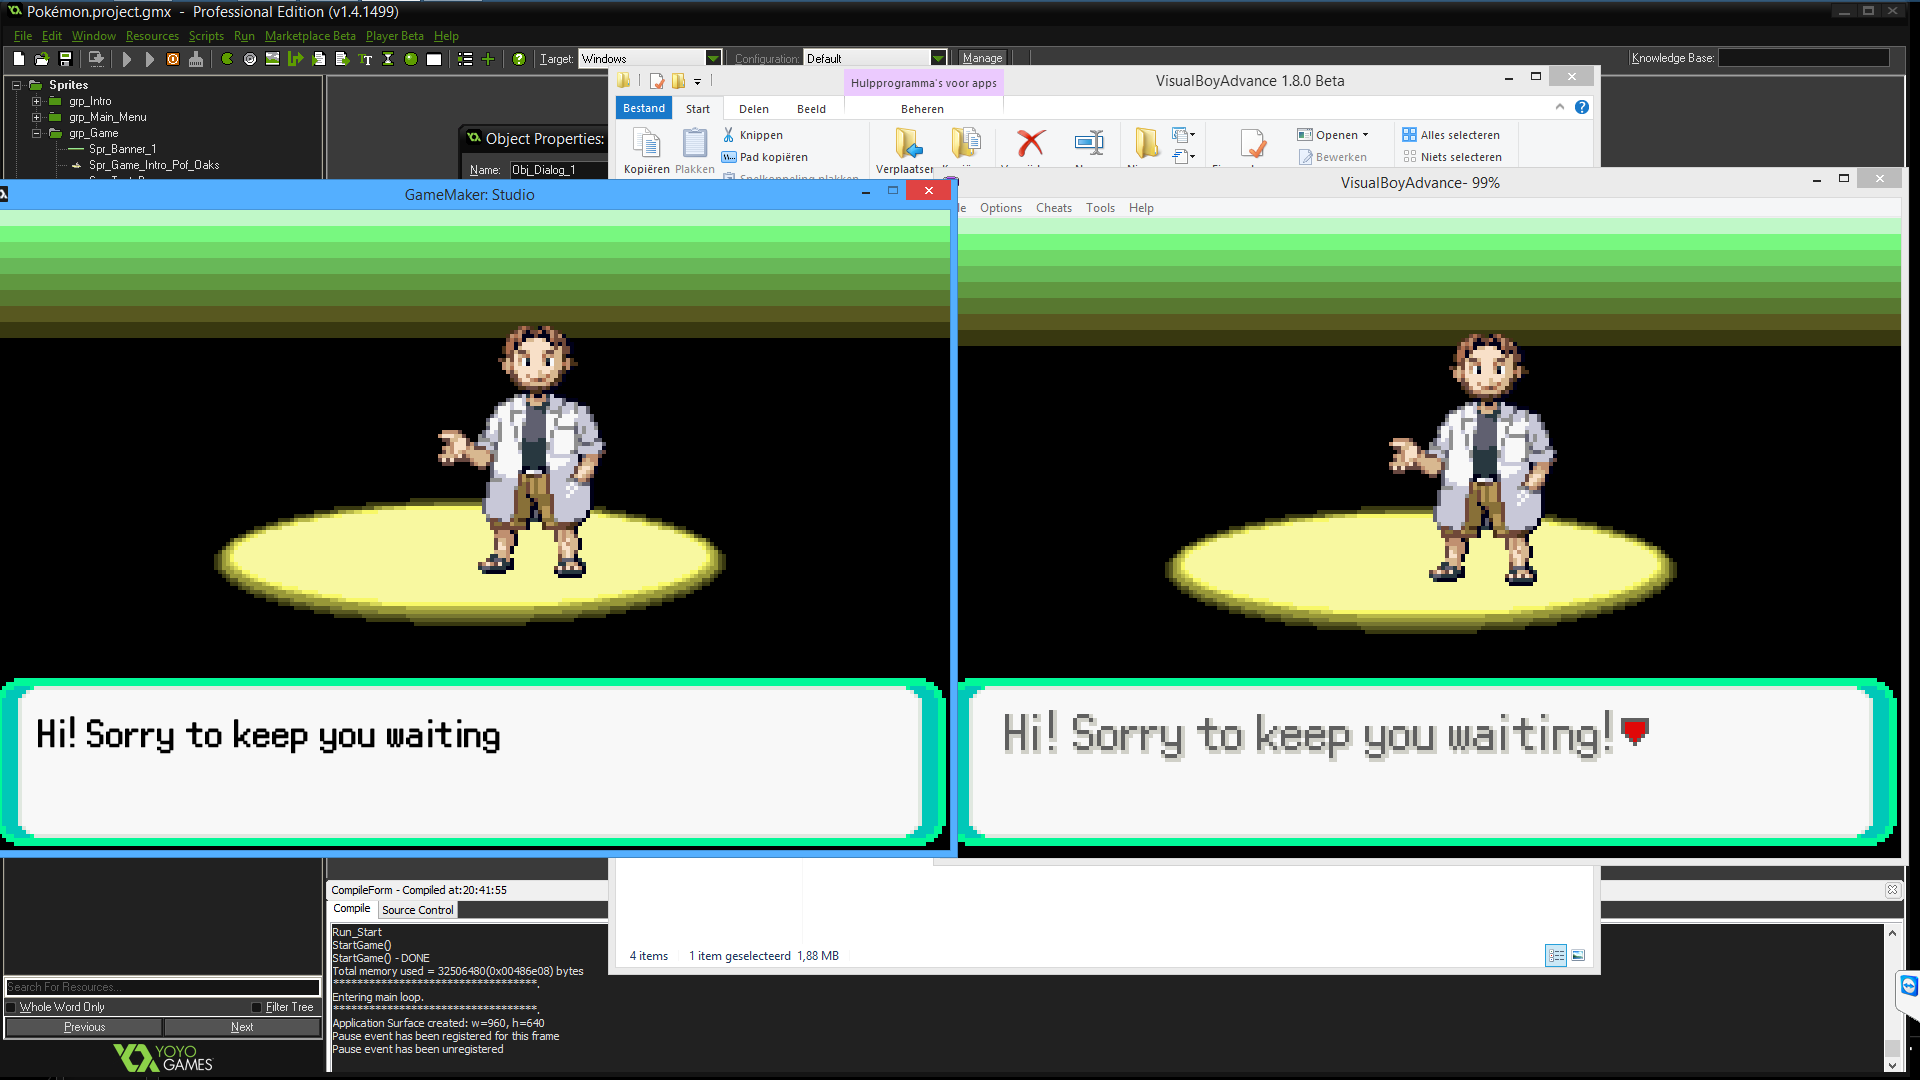 Pokémon.project.gmx - Professional Edition (v1.4.1499)
File Edit Window Resources Scripts Run Marketplace Beta Player Beta Help
Target: Windows Configuration: Default Manage Knowledge Base:
Sprites
grp_Intro
grp_Main_Menu
grp_Game
Spr_Banner_1
Spr_Game_Intro_Pof_Oaks
Object Properties:
Name: Obj_Dialog_1
Hulpprogramma's voor apps
VisualBoyAdvance 1.8.0 Beta
Bestand Start Delen Beeld Beheren
Knippen
Pad kopiëren
Kopiëren Plakken
Verplaatsen
Openen
Bewerken
Alles selecteren
Niets selecteren
GameMaker: Studio
Hi! Sorry to keep you waiting
VisualBoyAdvance- 99%
Options Cheats Tools Help
Hi! Sorry to keep you waiting!
4 items 1 item geselecteerd 1,88 MB
CompileForm - Compiled at:20:41:55
Compile Source Control
Run_Start
StartGame()
StartGame() - DONE
Total memory used = 32506480(0x00486e08) bytes
**********************************.
Entering main loop.
**********************************.
Application Surface created: w=960, h=640
Pause event has been registered for this frame
Pause event has been unregistered
Search For Resources...
Whole Word Only Filter Tree
Previous Next
YOYO
GAMES